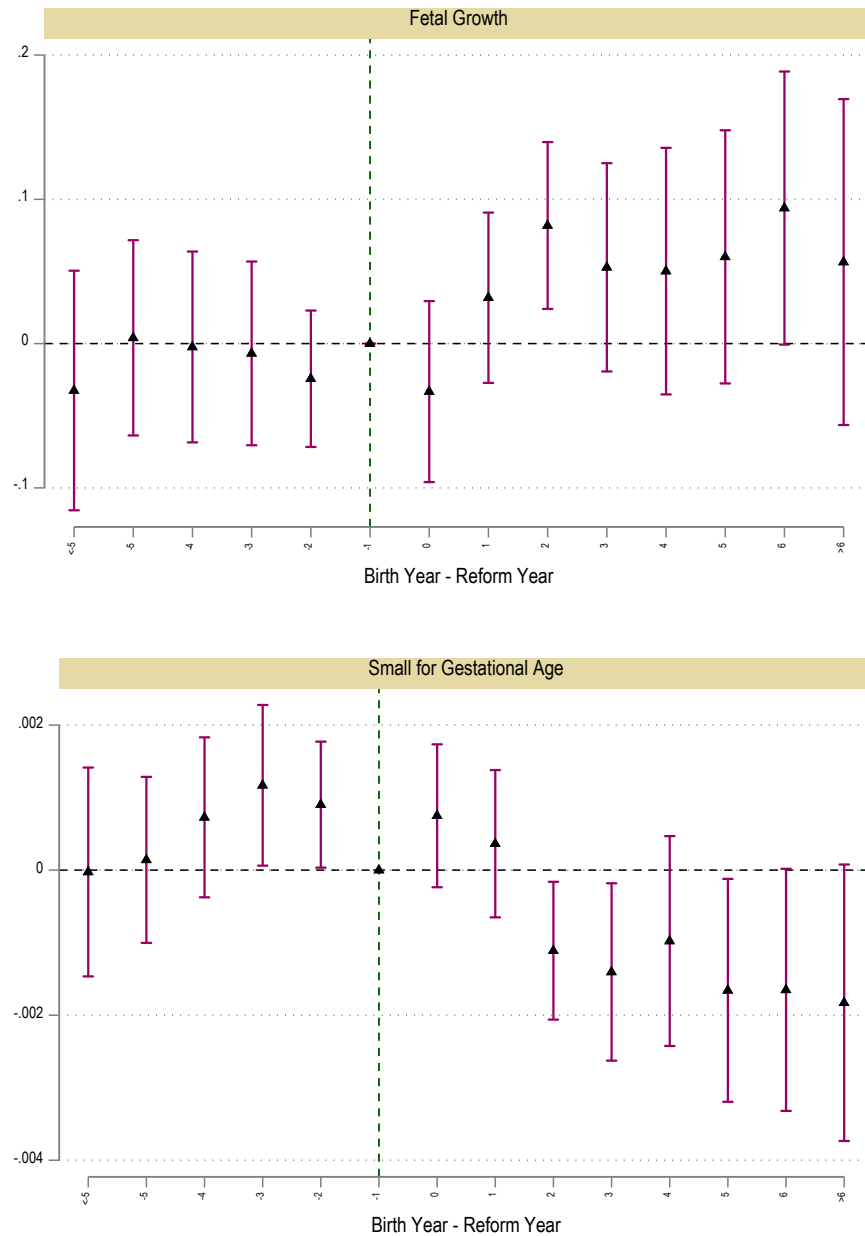 Fetal Growth
.2
.1
0
-.1
<-5 -5 -4 -3 -2 -1 0 1 2 3 4 5 6 >6
Birth Year - Reform Year
Small for Gestational Age
.002
0
-.002
-.004
<-5 -5 -4 -3 -2 -1 0 1 2 3 4 5 6 >6
Birth Year - Reform Year